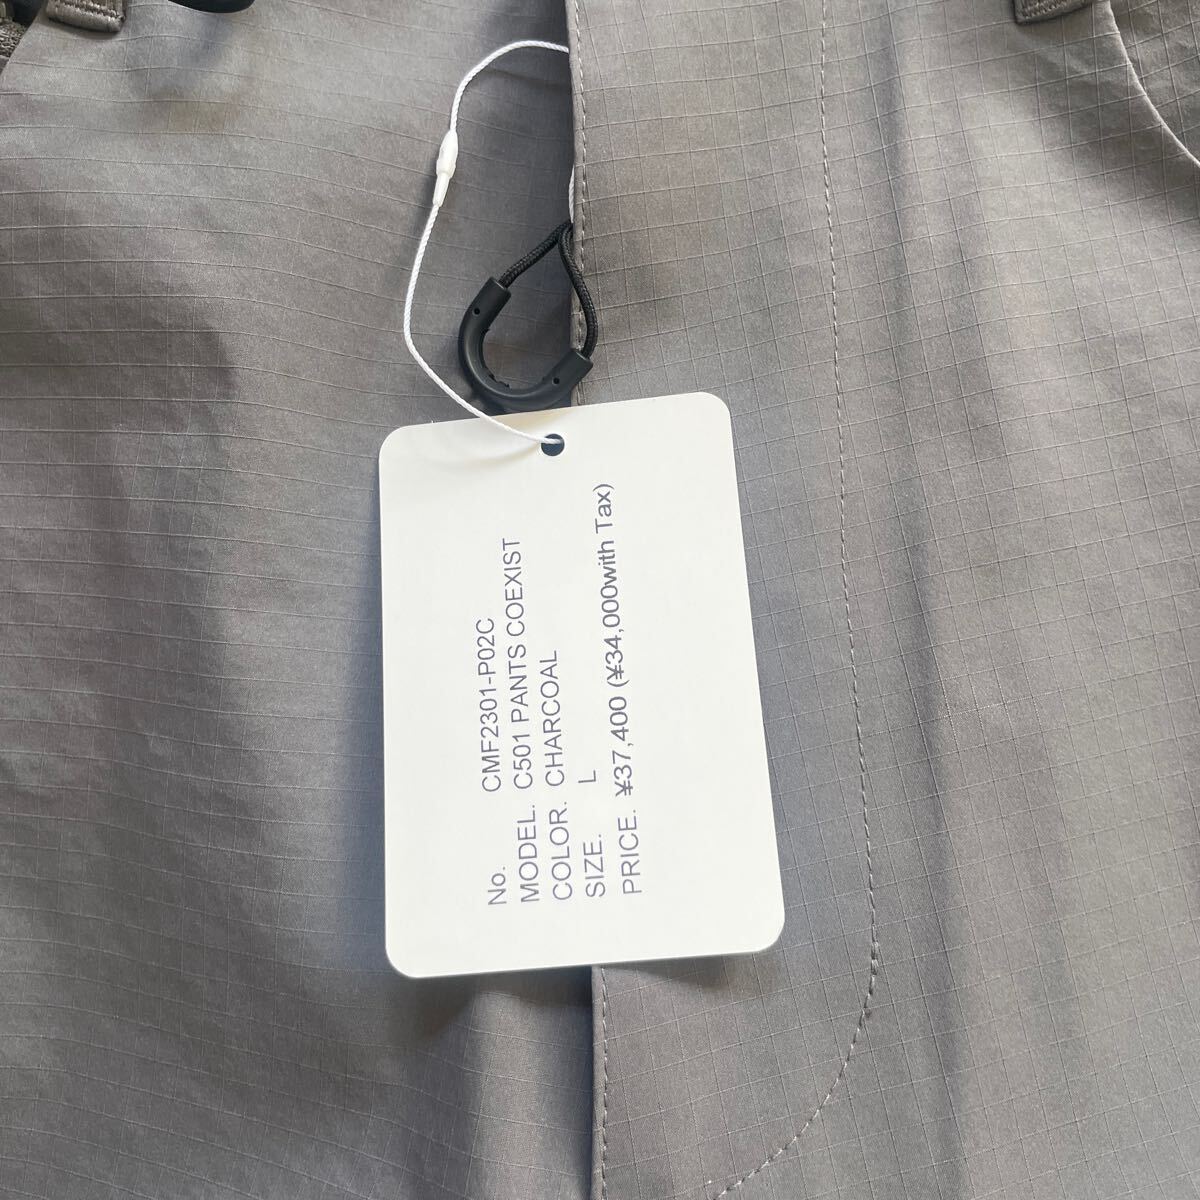 No. CMF2301-P02C
MODEL. C501 PANTS COEXIST
COLOR. CHARCOAL
SIZE. L
PRICE. ¥37,400 (¥34,000with Tax)